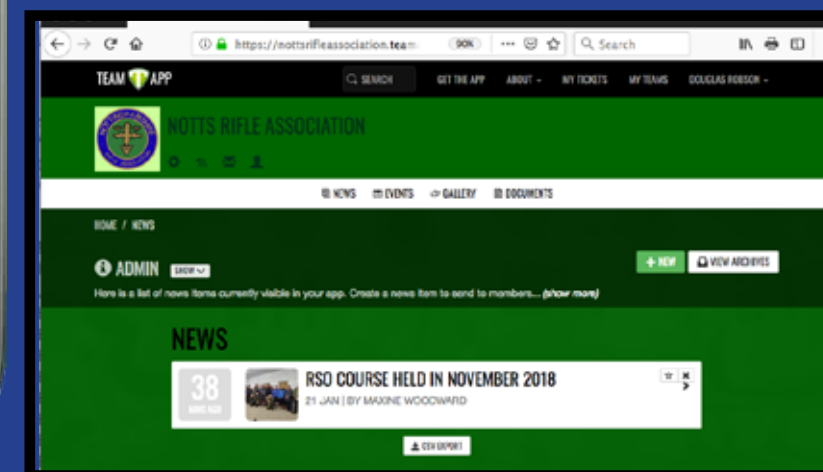 https://nottsrifleassociation.team 90% Search
TEAM APP SEARCH GET THE APP ABOUT MY TICKETS MY TEAMS DOUGLAS ROBSON
NOTTS RIFLE ASSOCIATION
NEWS EVENTS GALLERY DOCUMENTS
HOME / NEWS
ADMIN SHOW + NEW VIEW ARCHIVES
Here is a list of news items currently visible in your app. Create a news item to send to members... (show more)
NEWS
38 MINS AGO
RSO COURSE HELD IN NOVEMBER 2018
21 JAN | BY MAXINE WOODWARD
CSV EXPORT